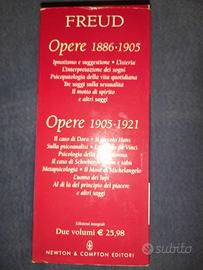 FREUD
Opere 1886-1905
Ipnotismo e suggestione • L'isteria
L'interpretazione dei sogni
Psicopatologia della vita quotidiana
Tre saggi sulla sessualità
Il motto di spirito
e altri saggi
Opere 1905-1921
Il caso di Dora • Il piccolo Hans
Sulla psicoanalisi • da Vinci
Psicologia della
Il caso di Schreber e tabù
Metapsicologia • Il Mosè di Michelangelo
L'uomo dei lupi
Al di là del principio del piacere
e altri saggi
Edizioni integrali
Due volumi € 25,98
NEWTON & COMPTON EDITORI
subito